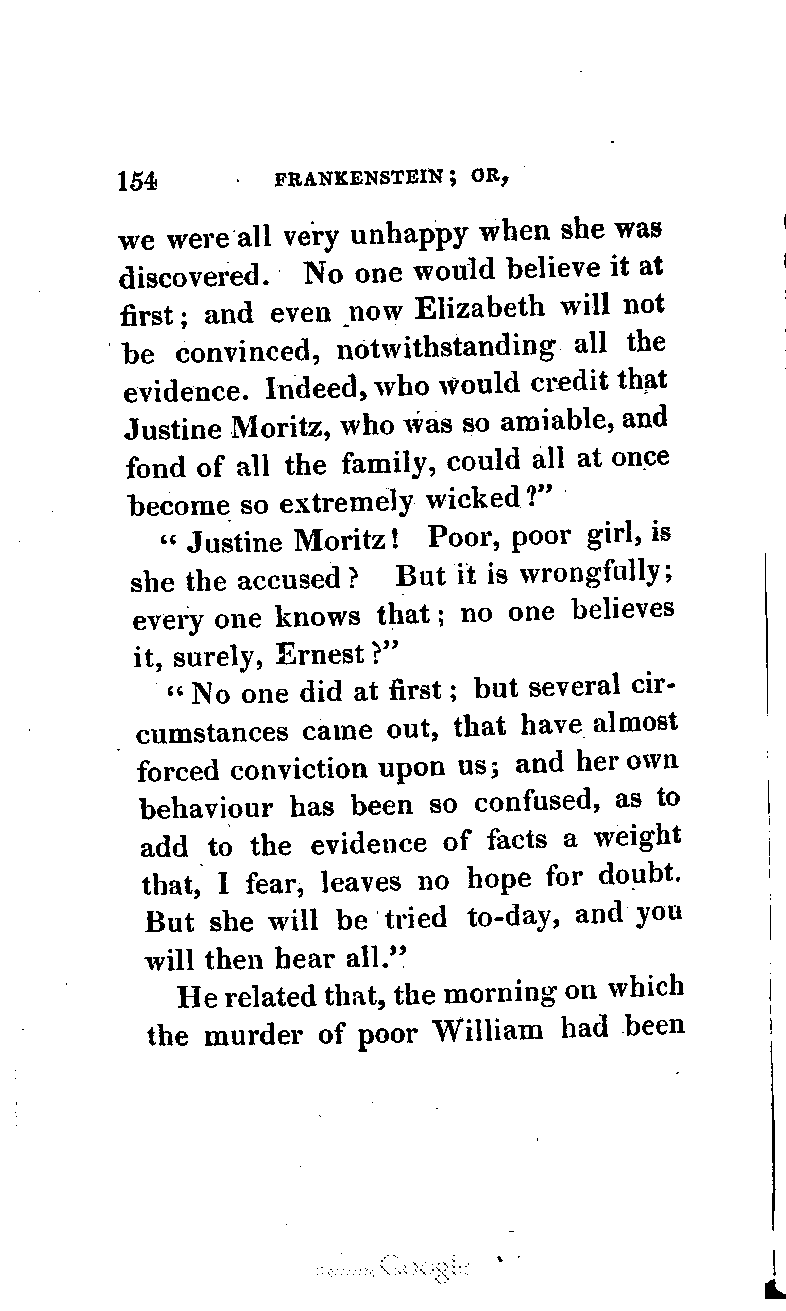 154 FRANKENSTEIN; OR,
we were all very unhappy when she was
discovered. No one would believe it at
first; and even now Elizabeth will not
be convinced, notwithstanding all the
evidence. Indeed, who would credit that
Justine Moritz, who was so amiable, and
fond of all the family, could all at once
become so extremely wicked?"
"Justine Moritz! Poor, poor girl, is
she the accused? But it is wrongfully;
every one knows that; no one believes
it, surely, Ernest?"
"No one did at first; but several cir-
cumstances came out, that have almost
forced conviction upon us; and her own
behaviour has been so confused, as to
add to the evidence of facts a weight
that, I fear, leaves no hope for doubt.
But she will be tried to-day, and you
will then hear all."
He related that, the morning on which
the murder of poor William had been
Google